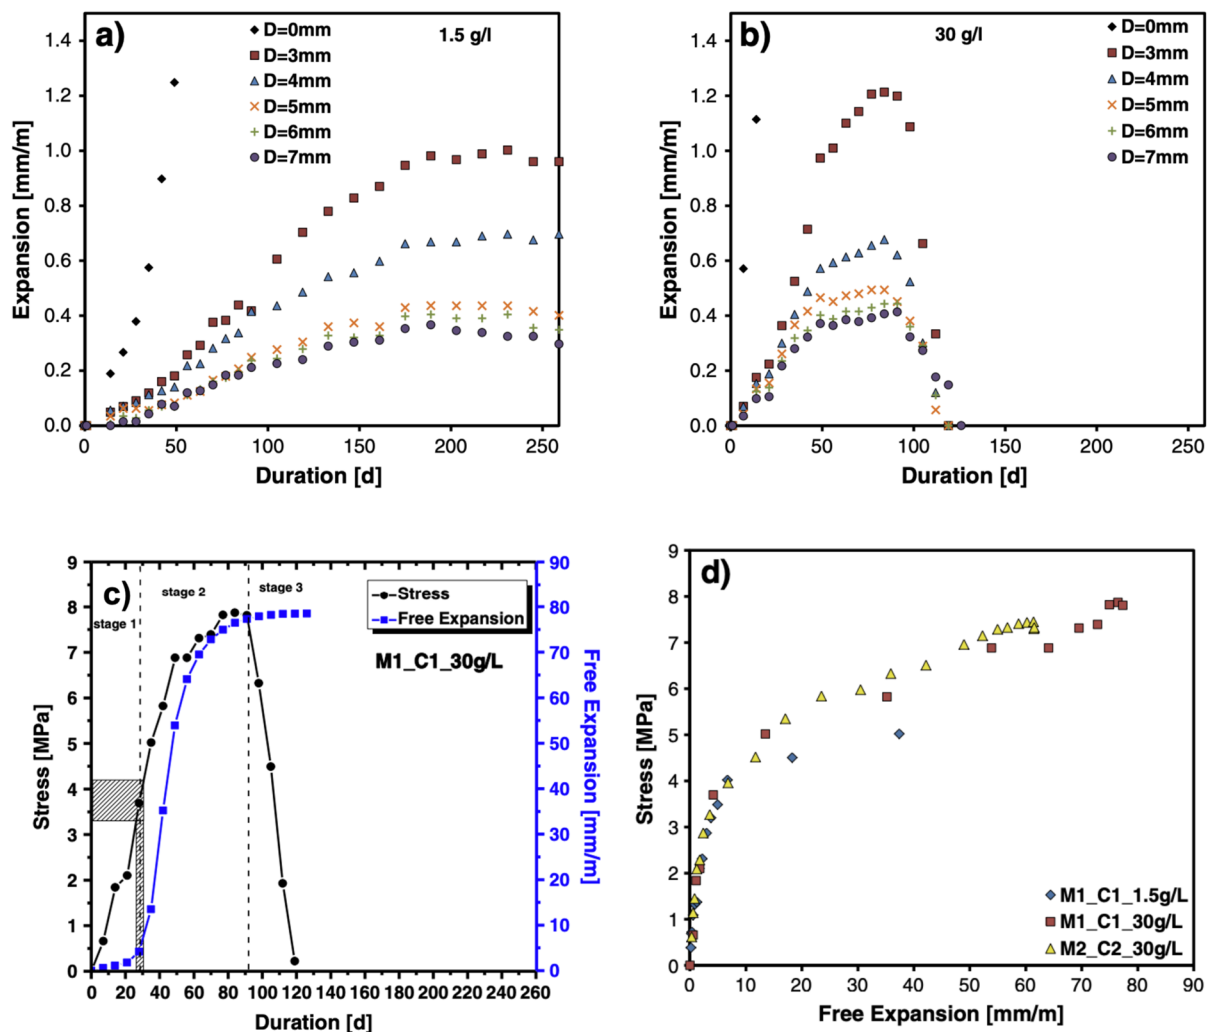 a)
1.5 g/l
D=0mm
D=3mm
D=4mm
D=5mm
D=6mm
D=7mm
1.4
1.2
1.0
0.8
0.6
0.4
0.2
0.0
Expansion [mm/m]
0 50 100 150 200 250
Duration [d]
b)
30 g/l
D=0mm
D=3mm
D=4mm
D=5mm
D=6mm
D=7mm
1.4
1.2
1.0
0.8
0.6
0.4
0.2
0.0
Expansion [mm/m]
0 50 100 150 200 250
Duration [d]
c)
stage 1
stage 2
stage 3
Stress
Free Expansion
M1_C1_30g/L
9
8
7
6
5
4
3
2
1
0
Stress [MPa]
90
80
70
60
50
40
30
20
10
0
Free Expansion [mm/m]
0 20 40 60 80 100 120 140 160 180 200 220 240 260
Duration [d]
d)
9
8
7
6
5
4
3
2
1
0
Stress [MPa]
M1_C1_1.5g/L
M1_C1_30g/L
M2_C2_30g/L
0 10 20 30 40 50 60 70 80 90
Free Expansion [mm/m]